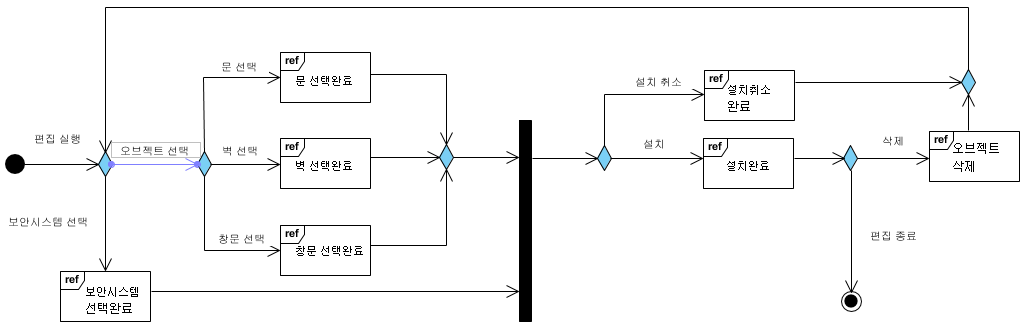 ref
문 선택
문 선택완료
편집 실행
오브젝트 선택
벽 선택
ref
벽 선택완료
보안시스템 선택
창문 선택
ref
창문 선택완료
ref
보안시스템
선택완료
설치 취소
ref
설치취소
완료
설치
ref
설치완료
삭제
ref
오브젝트
삭제
편집 종료